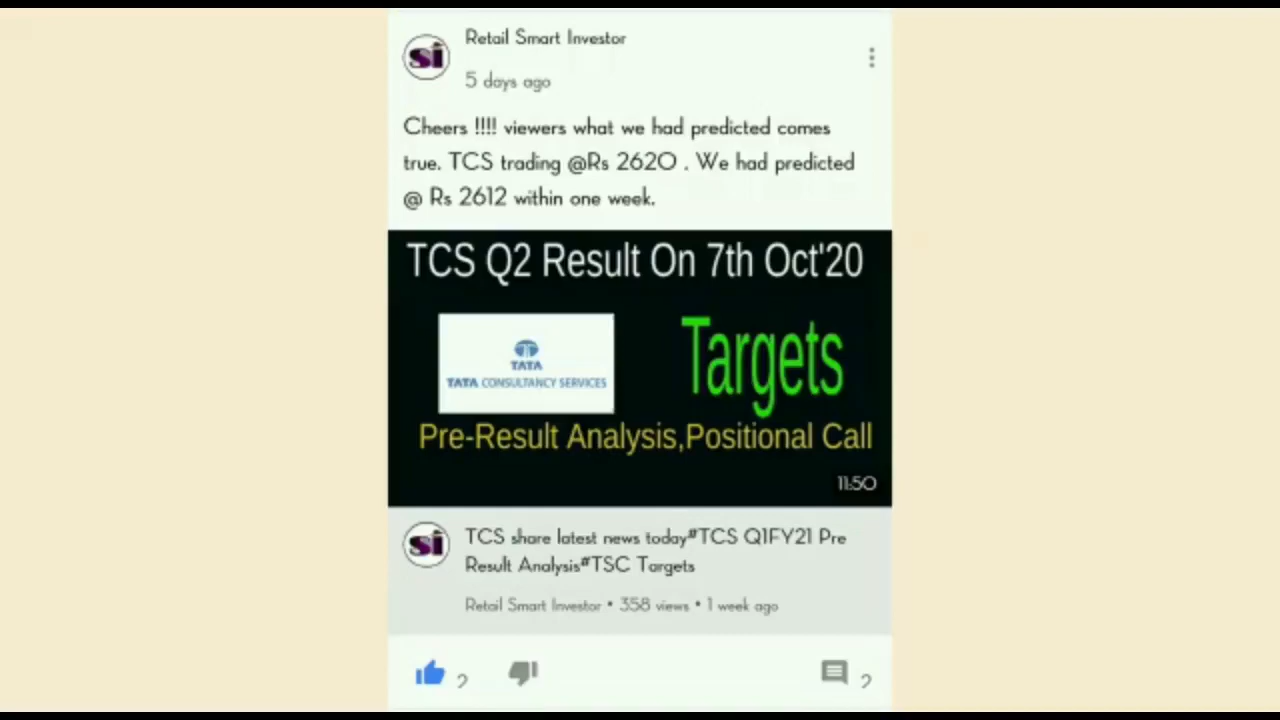 si
Retail Smart Investor
5 days ago
Cheers !!!! viewers what we had predicted comes
true. TCS trading @Rs 2620 . We had predicted
@ Rs 2612 within one week.
TCS Q2 Result On 7th Oct'20
TATA
TATA CONSULTANCY SERVICES
Targets
Pre-Result Analysis,Positional Call
11:50
si
TCS share latest news today#TCS Q1FY21 Pre
Result Analysis#TSC Targets
Retail Smart Investor • 358 views • 1 week ago
2
2